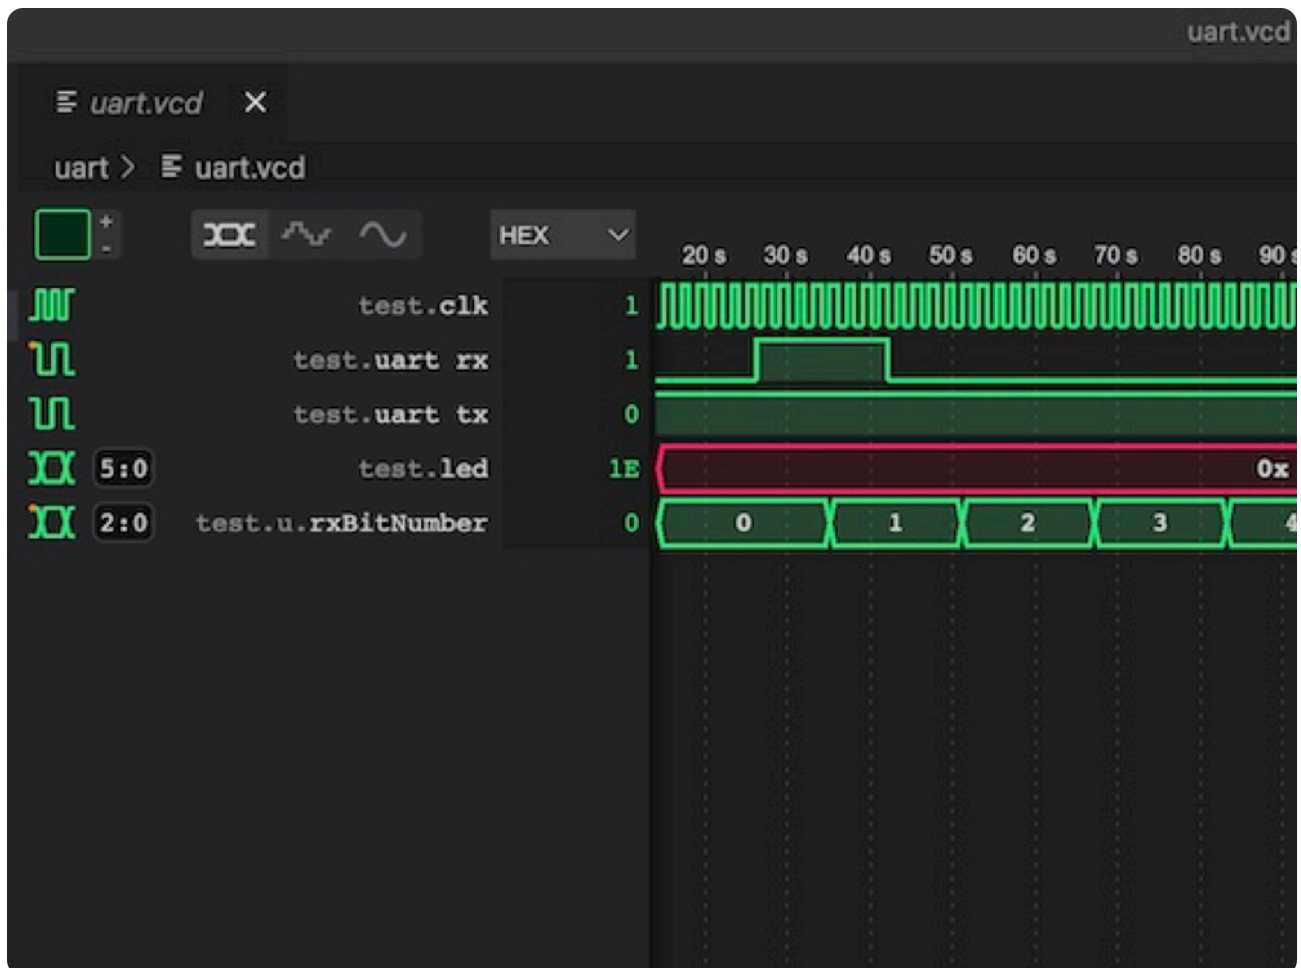 uart.vcd
uart.vcd
uart > uart.vcd
+
-
HEX
20 s 30 s 40 s 50 s 60 s 70 s 80 s 90 s
test.clk 1
test.uart rx 1
test.uart tx 0
5:0 test.led 1E 0x
2:0 test.u.rxBitNumber 0 0 1 2 3 4